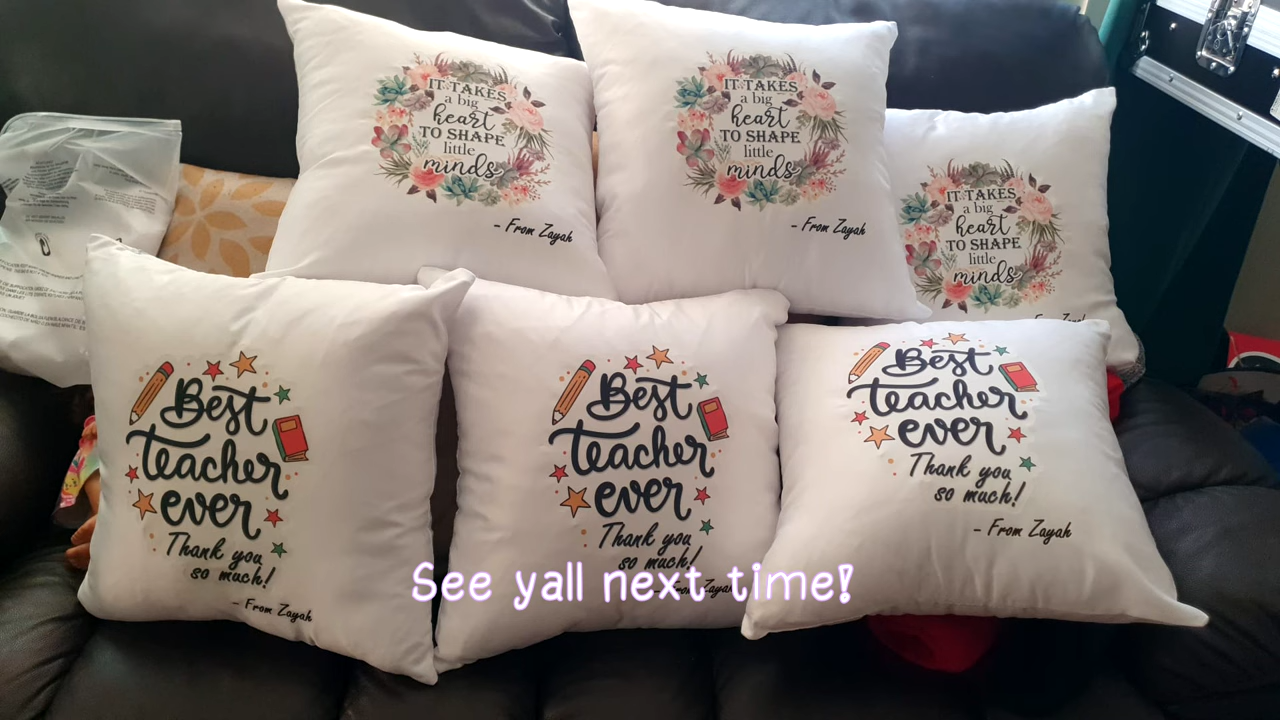 IT TAKES
a big
heart
TO SHAPE
little
minds
- From Zayah
IT TAKES
a big
heart
TO SHAPE
little
minds
- From Zayah
IT TAKES
a big
heart
TO SHAPE
little
minds
Best
teacher
ever
Thank you
so much!
- From Zayah
Best
teacher
ever
Thank you
so much!
Best
teacher
ever
Thank you
so much!
- From Zayah
See yall next time!